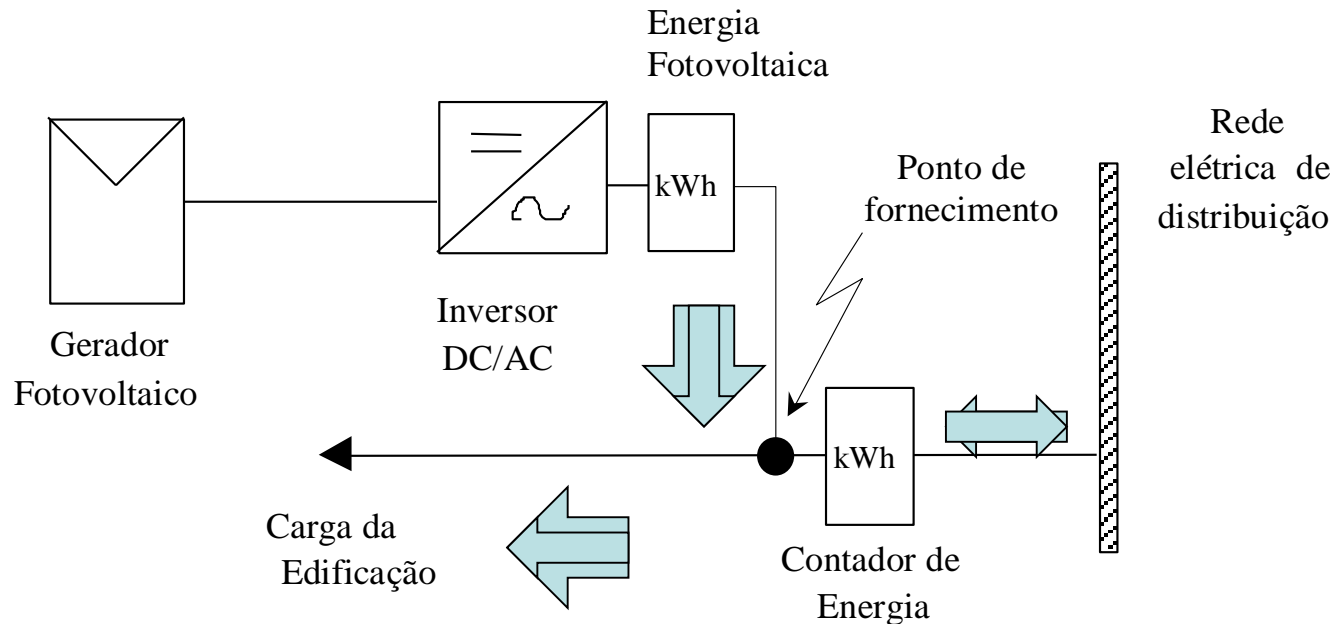 Energia
Fotovoltaica
Rede
elétrica de
distribuição
Ponto de
fornecimento
kWh
Inversor
DC/AC
Gerador
Fotovoltaico
kWh
Carga da
Edificação
Contador de
Energia